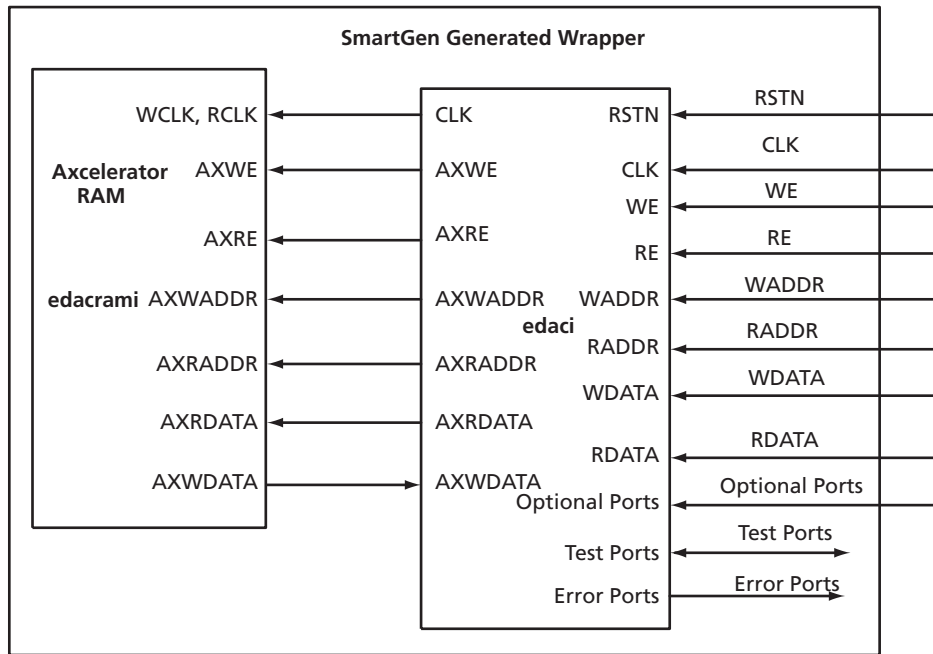 SmartGen Generated Wrapper
WCLK, RCLK
Axcelerator
RAM
AXWE
AXRE
edacrami
AXWADDR
AXRADDR
AXRDATA
AXWDATA
CLK
AXWE
AXRE
AXWADDR
edaci
AXRADDR
AXRDATA
AXWDATA
RSTN
CLK
WE
RE
WADDR
RADDR
WDATA
RDATA
Optional Ports
Test Ports
Error Ports
RSTN
CLK
WE
RE
WADDR
RADDR
WDATA
RDATA
Optional Ports
Test Ports
Error Ports